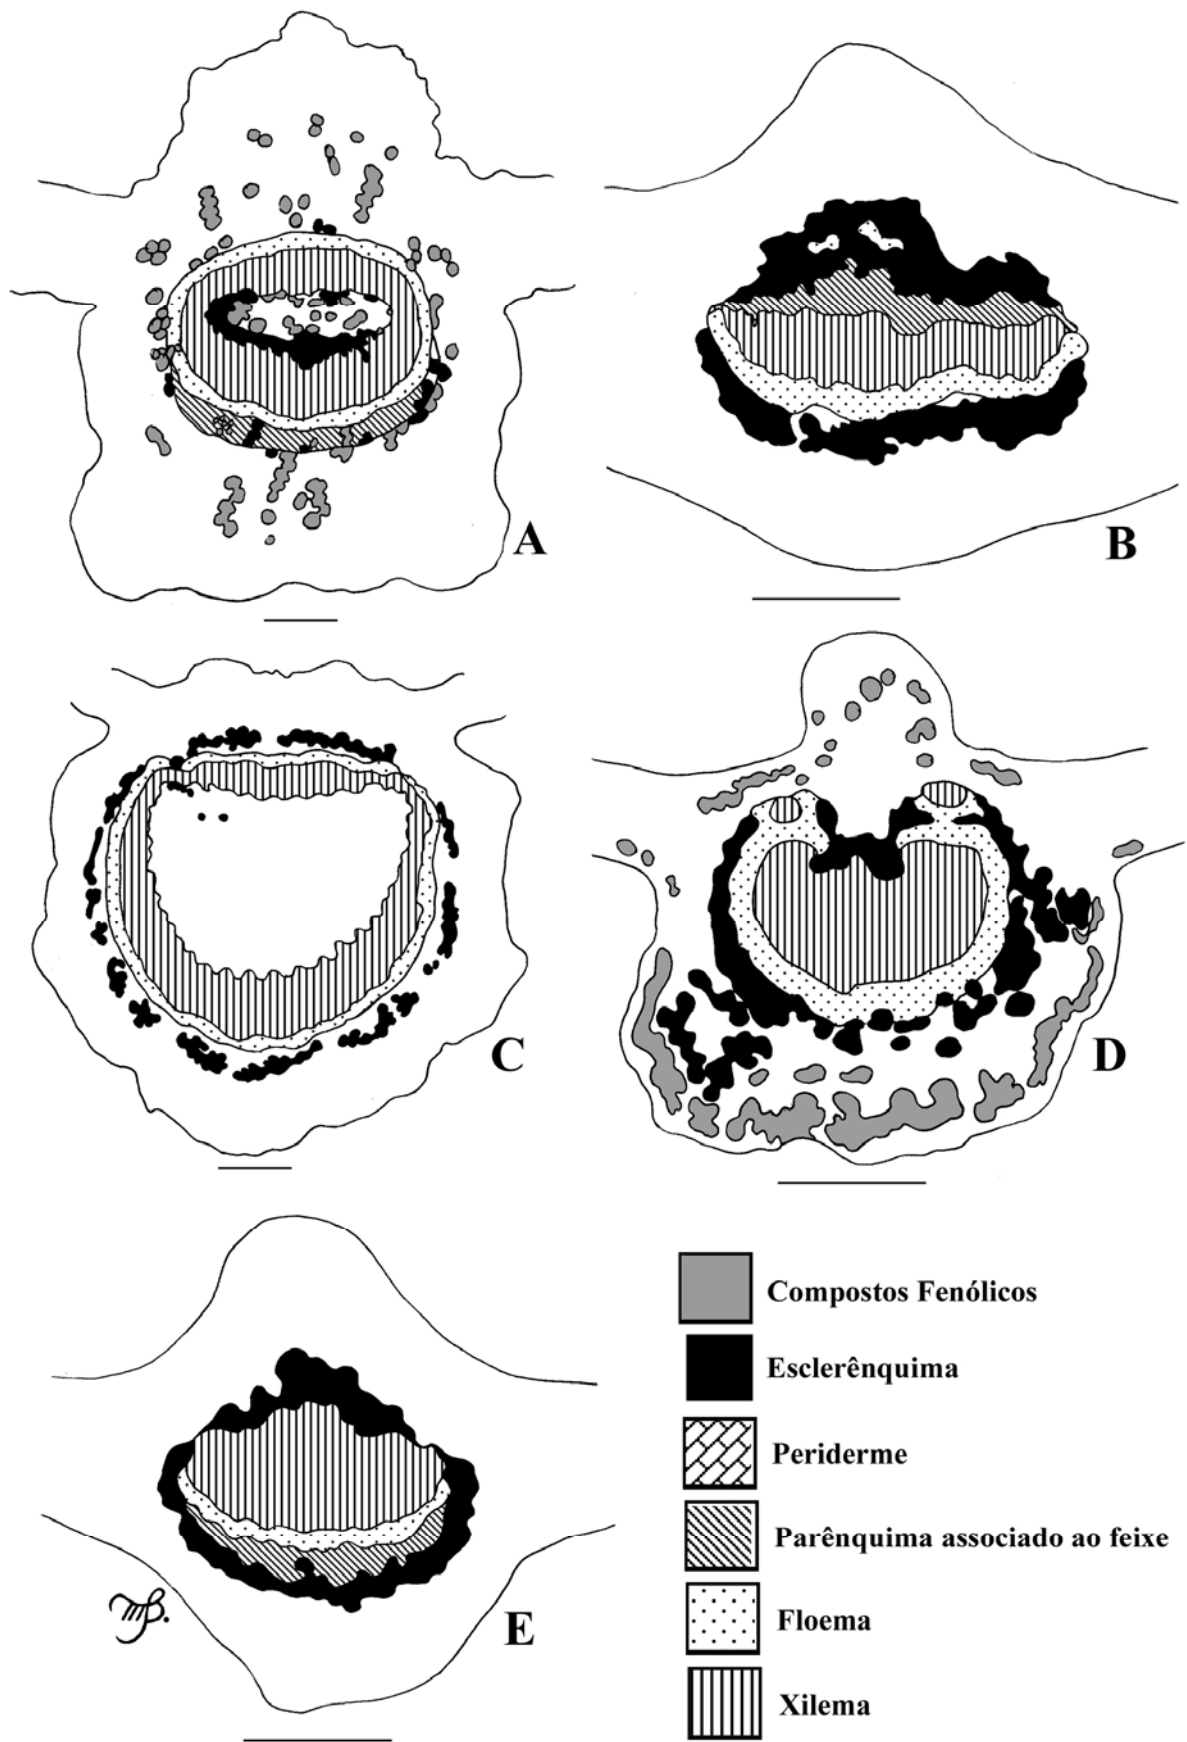 A
B
C
D
E
Compostos Fenólicos
Esclerênquima
Periderme
Parênquima associado ao feixe
Floema
Xilema